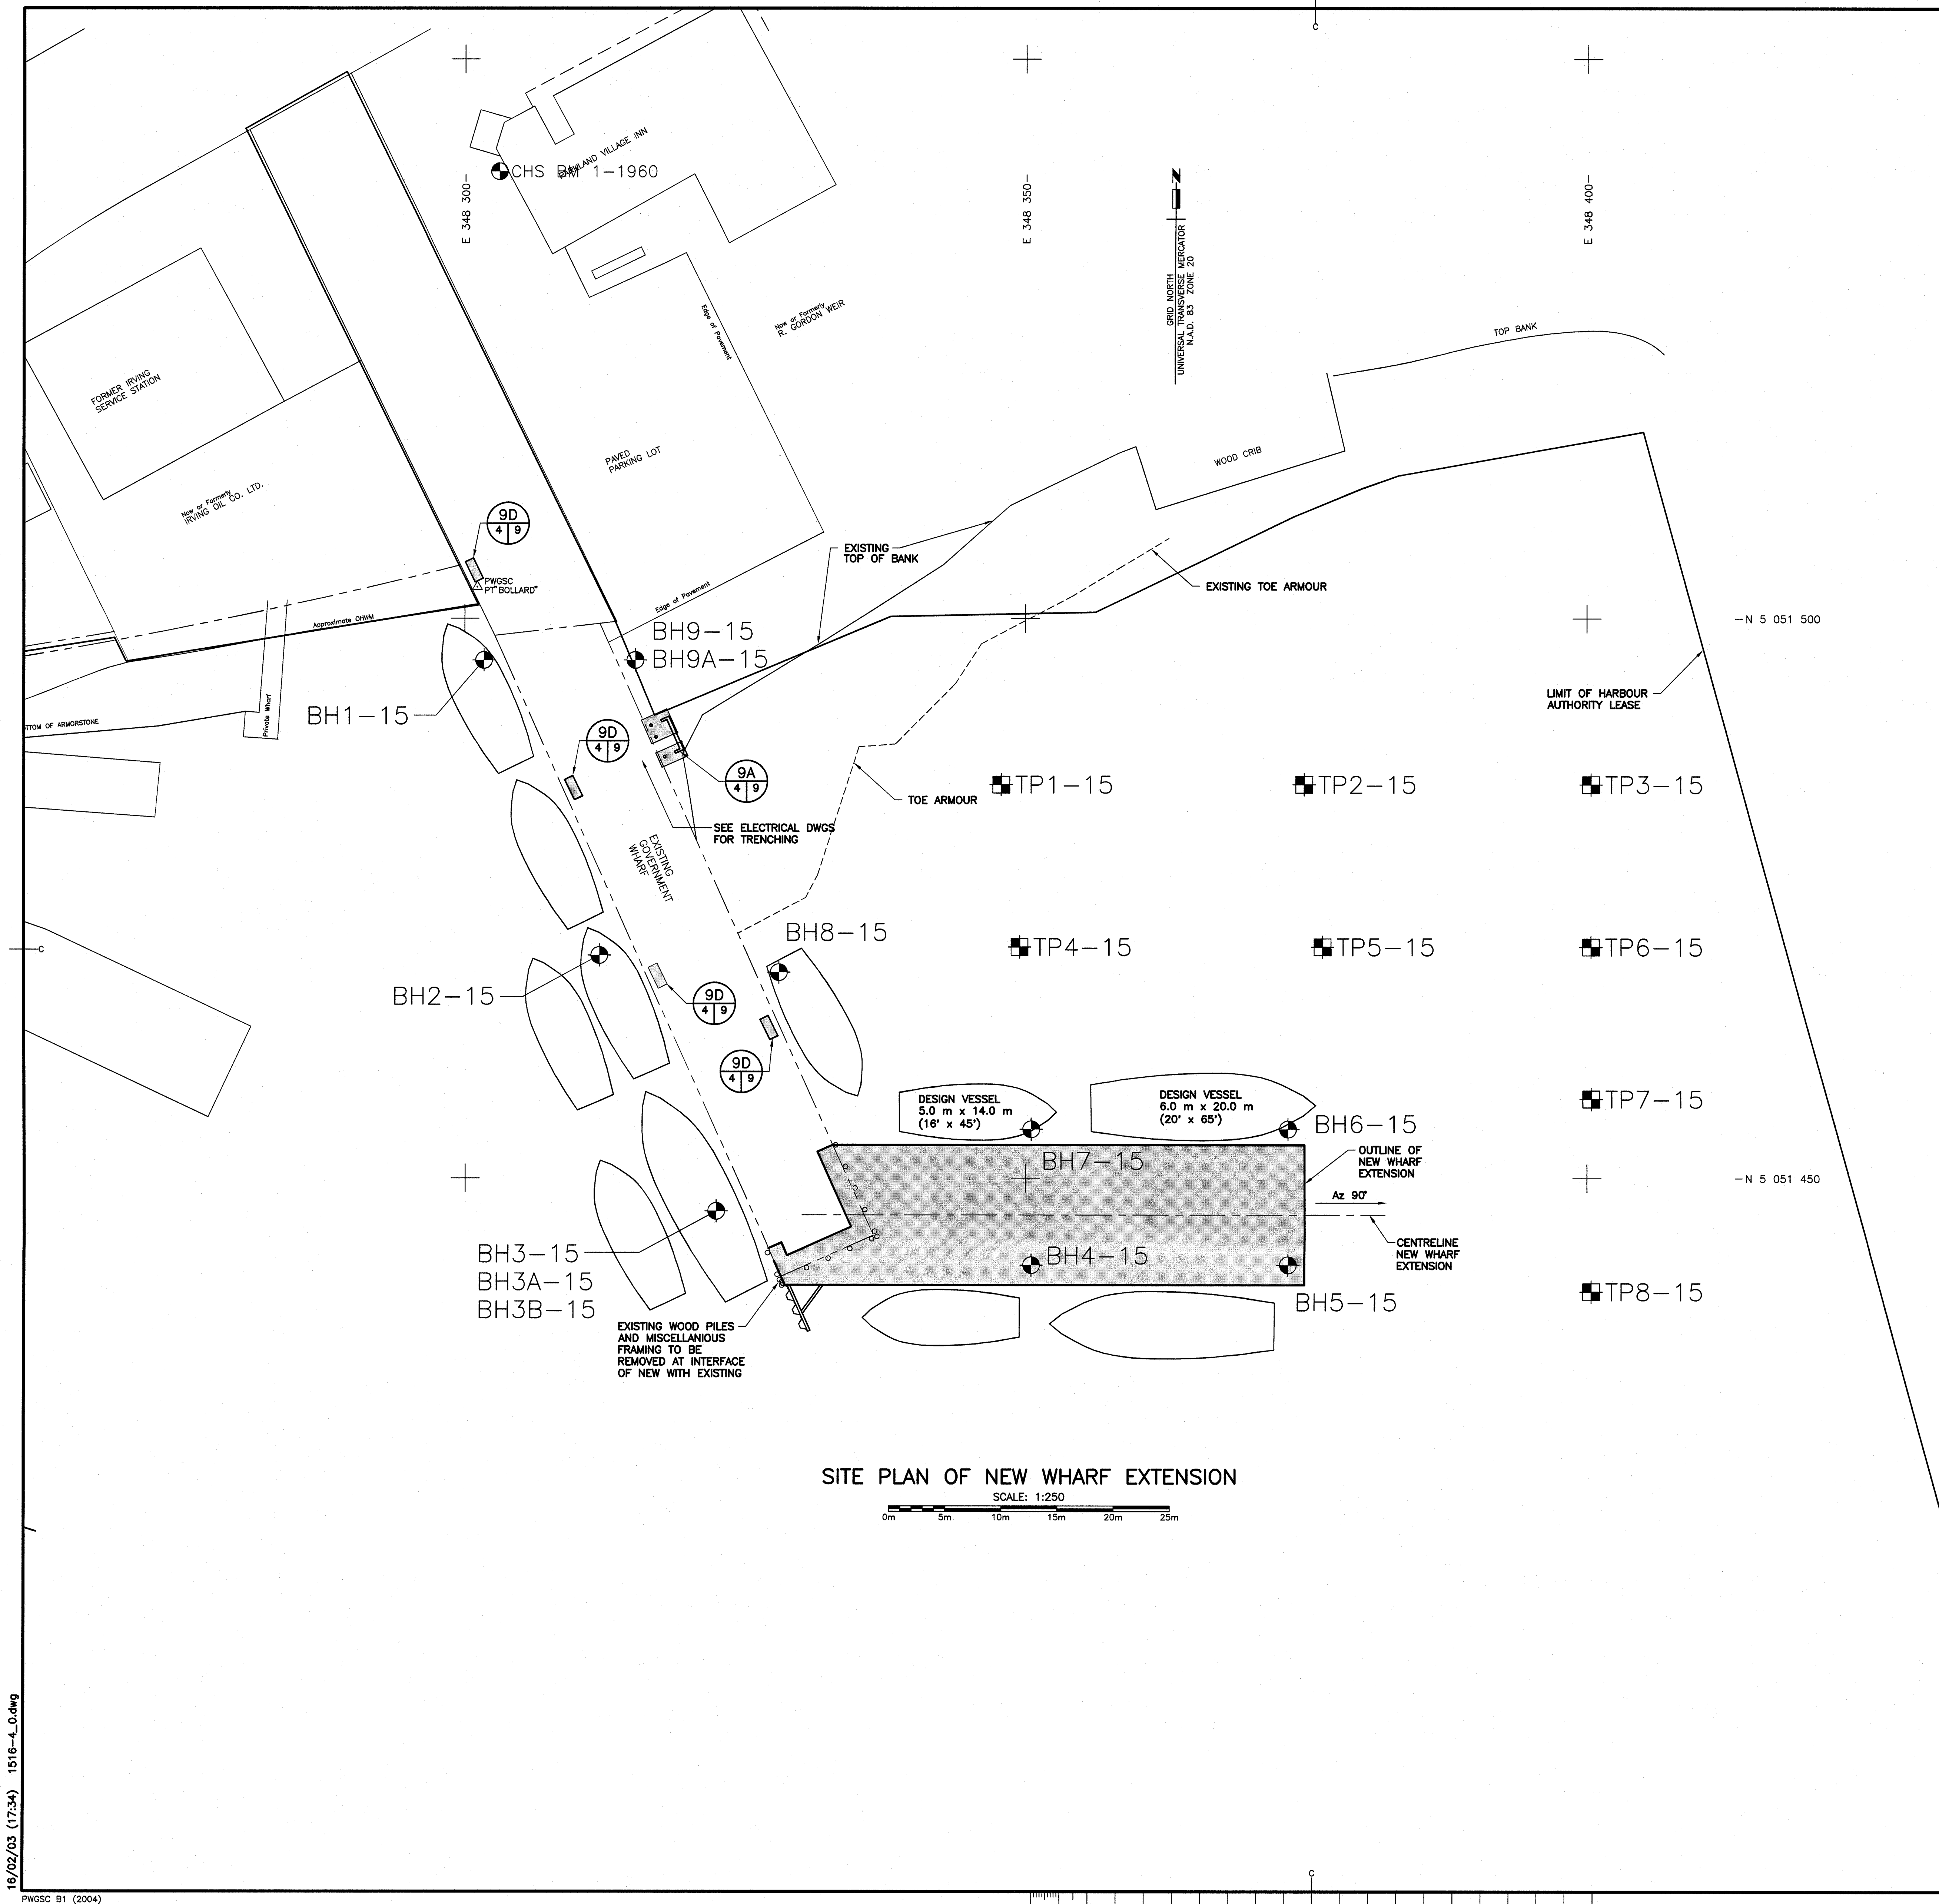 C
CHS BM 1-1960
VILLAGE INN
E 348 300
E 348 350
E 348 400
GRID NORTH
UNIVERSAL TRANSVERSE MERCATOR
N.A.D. 83 ZONE 20
N
Edge of Pavement
Now or Formerly
R. GORDON WEIR
TOP BANK
FORMER IRVING
SERVICE STATION
PAVED
PARKING LOT
WOOD CRIB
Now or Formerly
IRVING OIL CO. LTD.
9D
4 9
EXISTING
TOP OF BANK
PWGSC
PT"BOLLARD"
Edge of Pavement
EXISTING TOE ARMOUR
Approximate OHWM
N 5 051 500
BH9-15
BH9A-15
BH1-15
Private Wharf
TTOM OF ARMORSTONE
LIMIT OF HARBOUR
AUTHORITY LEASE
9D
4 9
9A
4 9
TOE ARMOUR
TP1-15
TP2-15
TP3-15
SEE ELECTRICAL DWGS
FOR TRENCHING
EXISTING
GOVERNMENT
WHARF
BH8-15
C
TP4-15
TP5-15
TP6-15
BH2-15
9D
4 9
9D
4 9
DESIGN VESSEL
5.0 m x 14.0 m
(16' x 45')
DESIGN VESSEL
6.0 m x 20.0 m
(20' x 65')
TP7-15
BH6-15
BH7-15
OUTLINE OF
NEW WHARF
EXTENSION
N 5 051 450
Az 90°
BH3-15
BH3A-15
BH3B-15
BH4-15
CENTRELINE
NEW WHARF
EXTENSION
BH5-15
TP8-15
EXISTING WOOD PILES
AND MISCELLANIOUS
FRAMING TO BE
REMOVED AT INTERFACE
OF NEW WITH EXISTING
SITE PLAN OF NEW WHARF EXTENSION
SCALE: 1:250
0m 5m 10m 15m 20m 25m
16/02/03 (17:34) 1516-4_0.dwg
C
PWGSC B1 (2004)